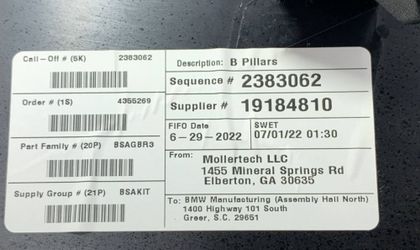 Call-Off # (5K) 2383062
Order # (1S) 4355269
Part Family # (20P) BSAG8R3
Supply Group # (21P) BSAKIT
Description: B Pillars
Sequence # 2383062
Supplier # 19184810
FIFO Date
6-29-2022
SWET
07/01/22 01:30
From:
Mollertech LLC
1455 Mineral Springs Rd
Elberton, GA 30635
To: BMW Manufacturing (Assembly Hall North)
1400 Highway 101 South
Greer, S.C. 29651